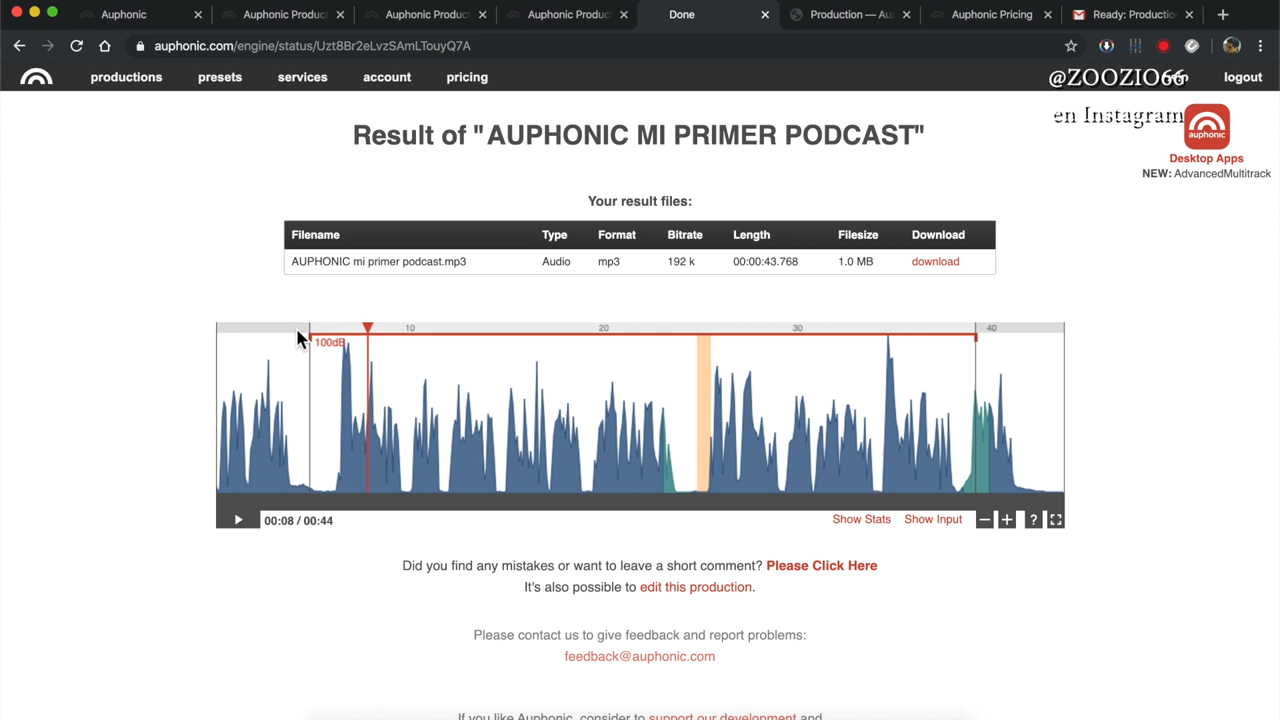 Auphonic
Auphonic Produc
Auphonic Produc
Auphonic Produc
Done
Production — Au
Auphonic Pricing
Ready: Productio
auphonic.com/engine/status/Uzt8Br2eLvzSAmLTouyQ7A
productions
presets
services
account
pricing
@ZOOZIO66
logout
en Instagram
auphonic
Desktop Apps
NEW: AdvancedMultitrack
Result of "AUPHONIC MI PRIMER PODCAST"
Your result files:
Filename Type Format Bitrate Length Filesize Download
AUPHONIC mi primer podcast.mp3 Audio mp3 192 k 00:00:43.768 1.0 MB download
10 20 30 40
100dB
00:08 / 00:44
Show Stats Show Input − + ?
Did you find any mistakes or want to leave a short comment? Please Click Here
It's also possible to edit this production.
Please contact us to give feedback and report problems:
feedback@auphonic.com
If you like Auphonic, consider to support our development and